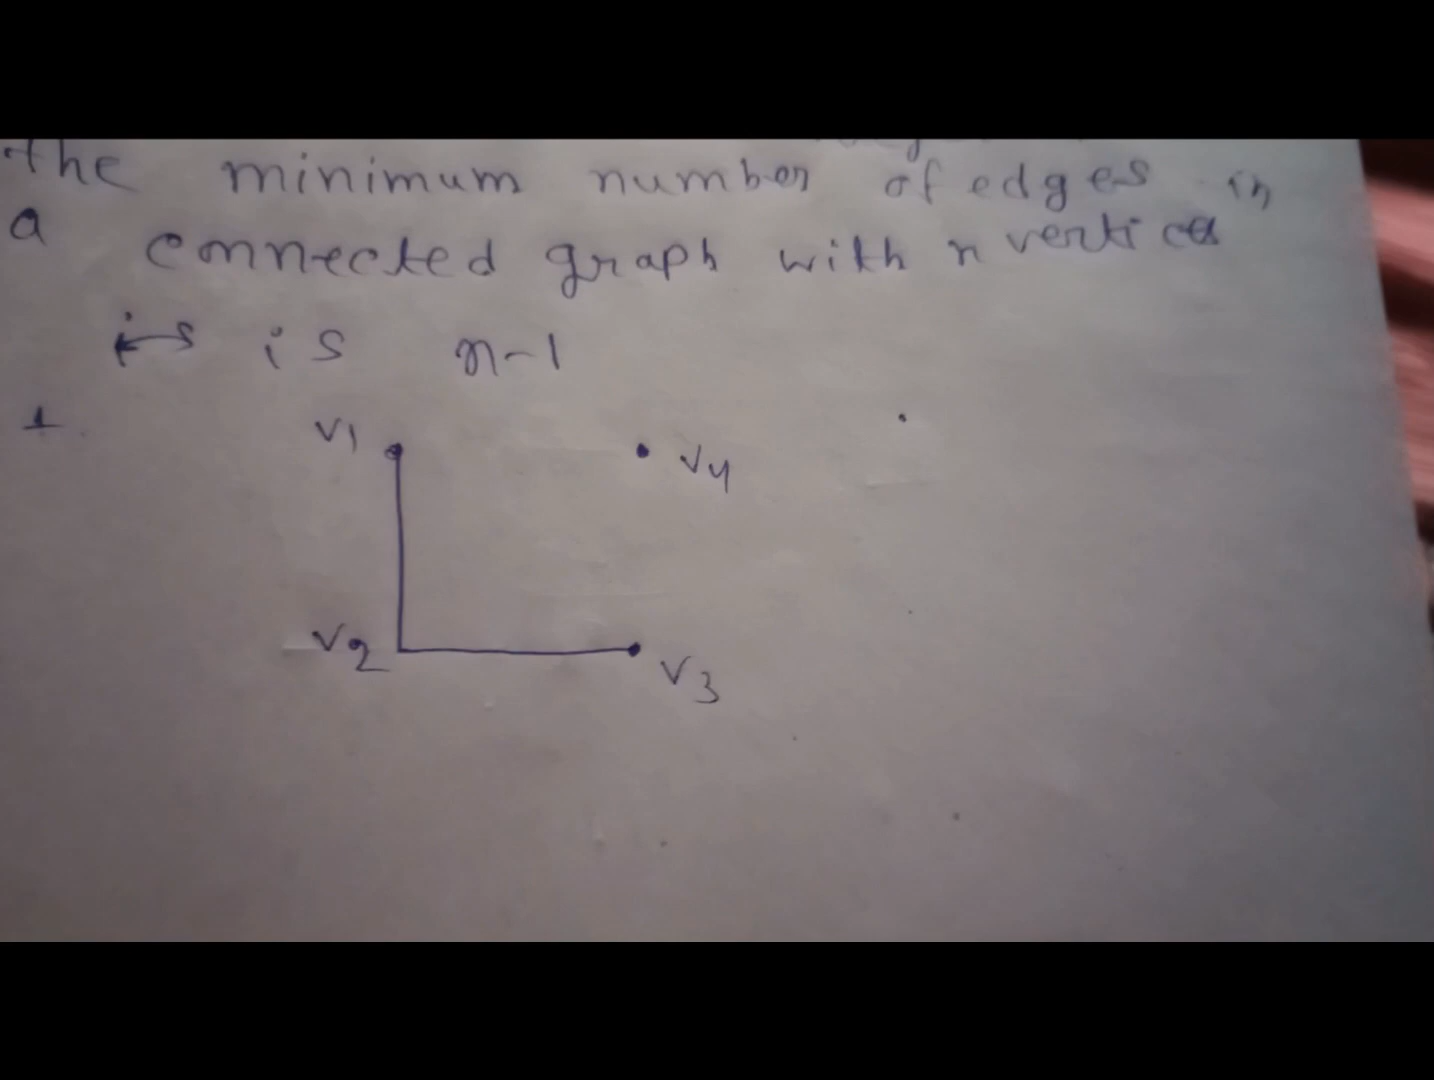 the minimum number of edges in
a connected graph with n vertices
is is n-1
1.
V1
V4
V2
V3